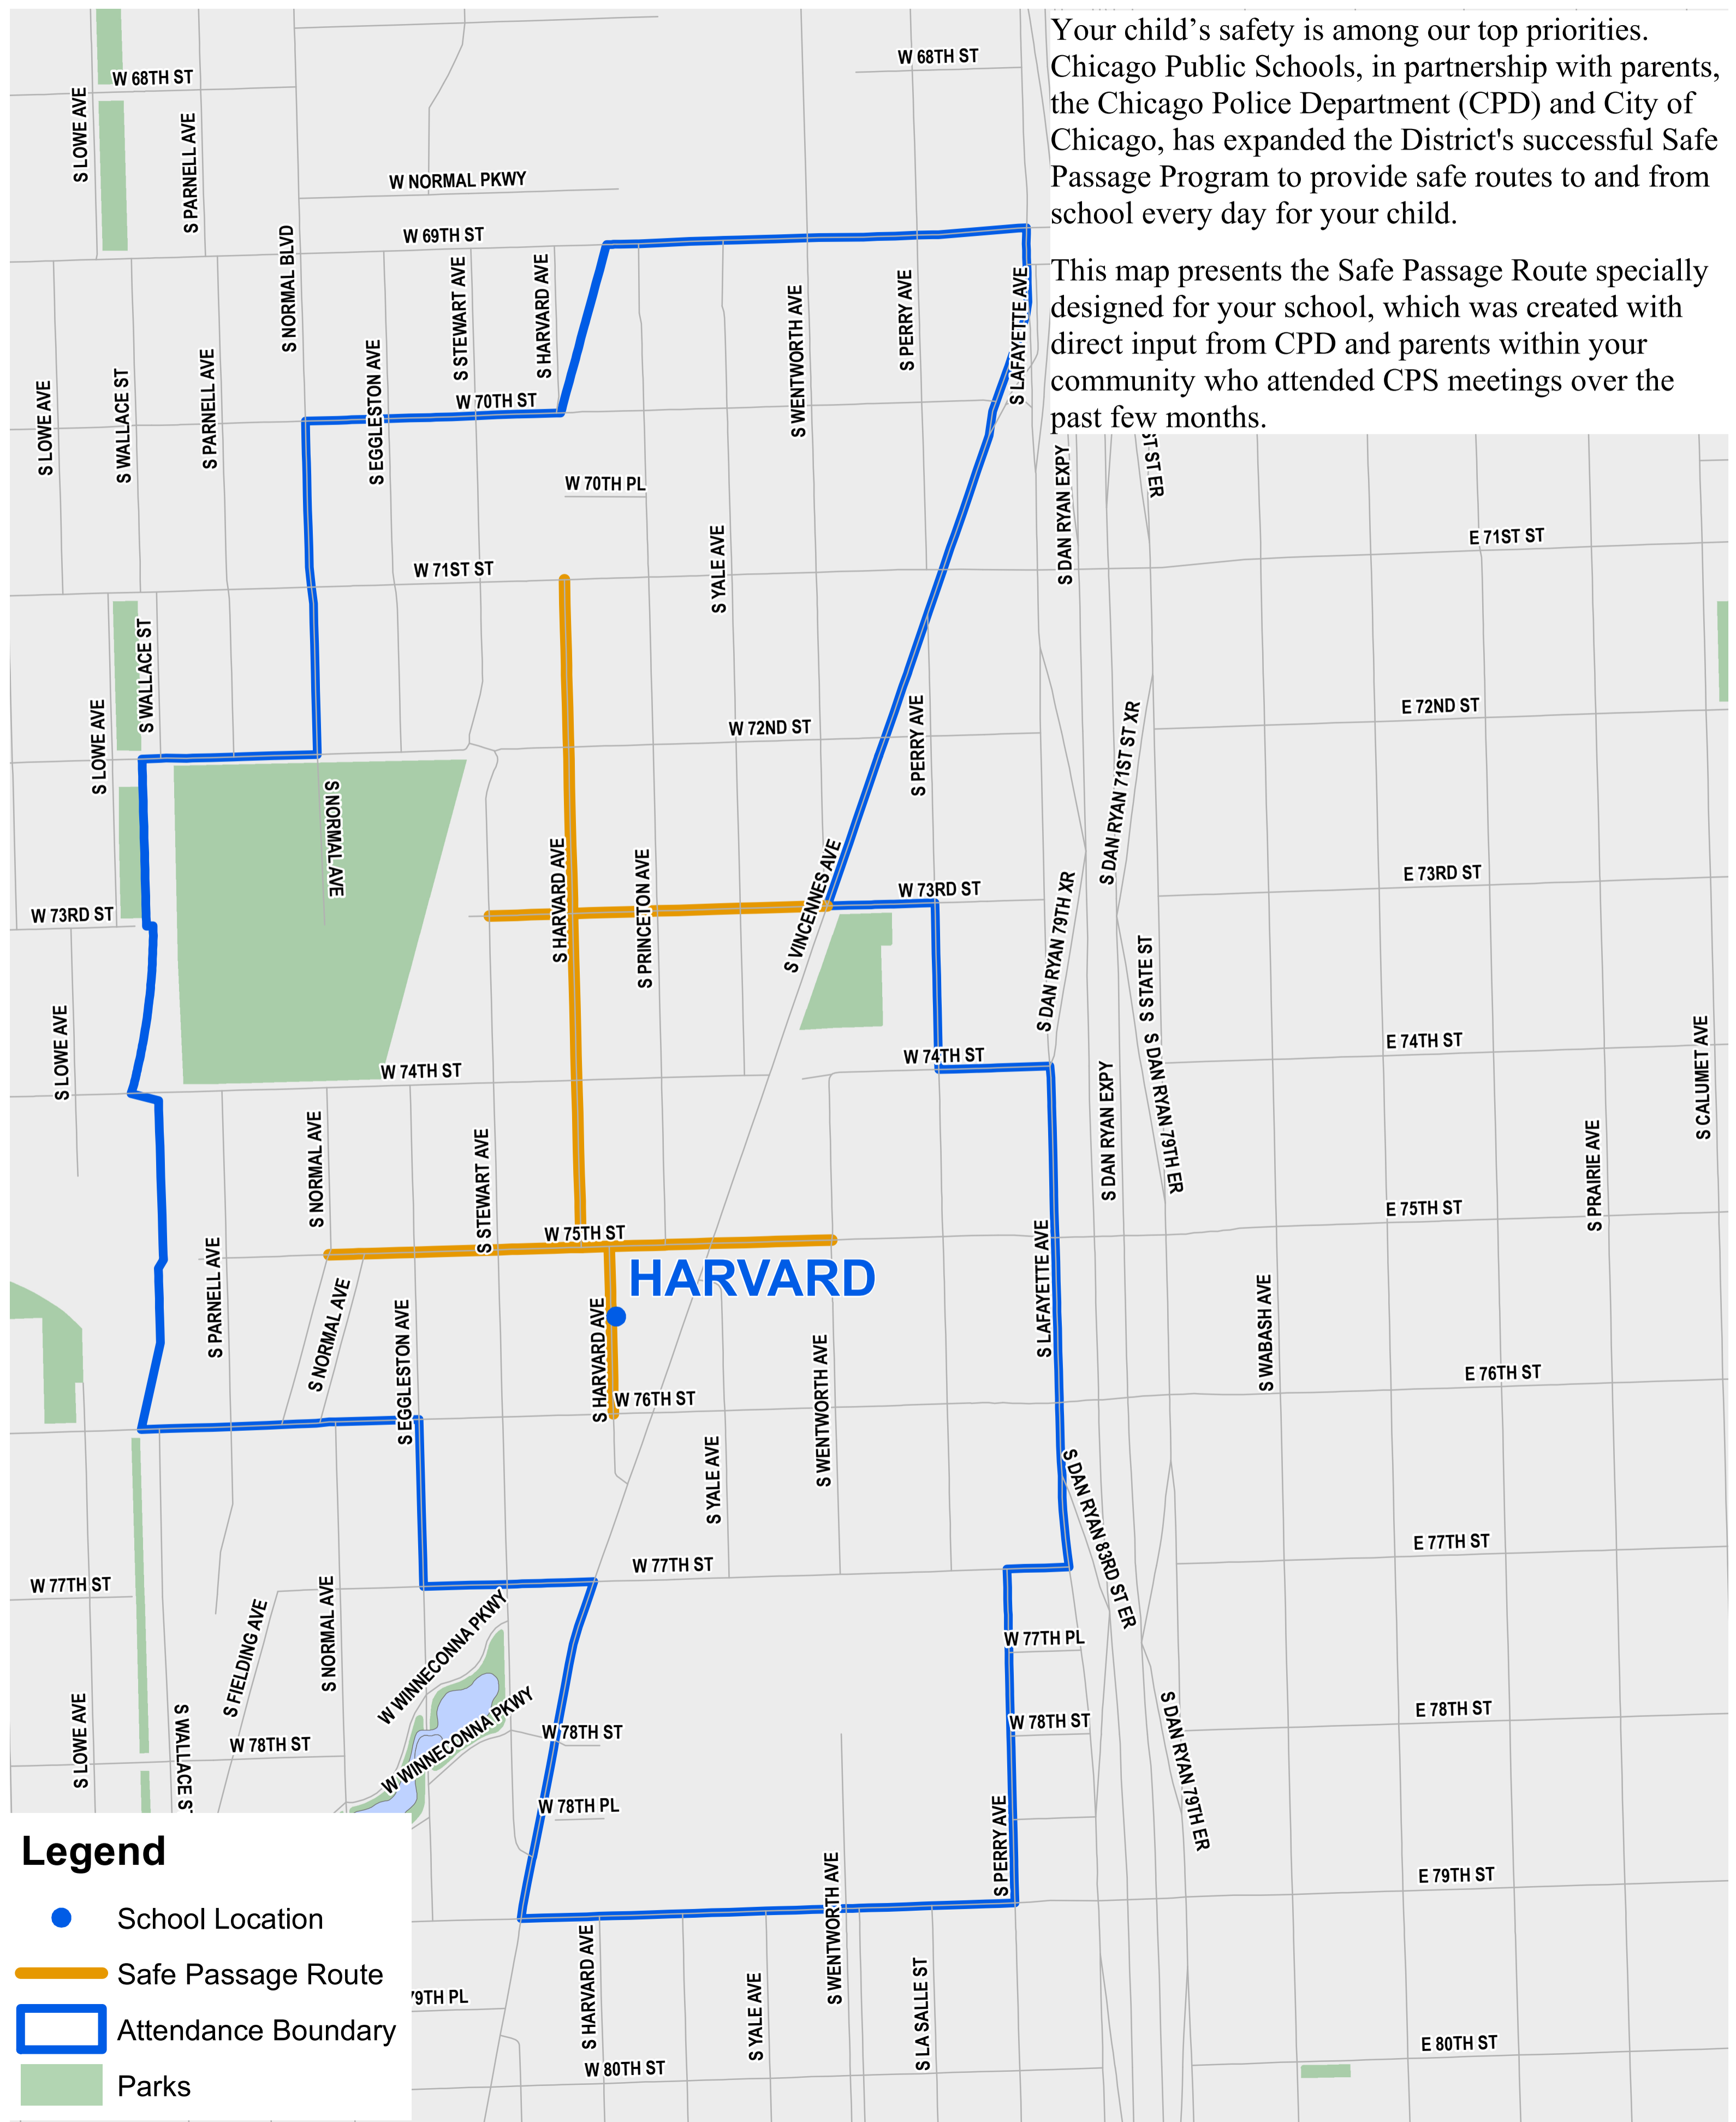 Your child’s safety is among our top priorities.
Chicago Public Schools, in partnership with parents,
the Chicago Police Department (CPD) and City of
Chicago, has expanded the District's successful Safe
Passage Program to provide safe routes to and from
school every day for your child.
This map presents the Safe Passage Route specially
designed for your school, which was created with
direct input from CPD and parents within your
community who attended CPS meetings over the
past few months.
W 68TH ST
W 68TH ST
S LOWE AVE
S PARNELL AVE
W NORMAL PKWY
W 69TH ST
S NORMAL BLVD
S STEWART AVE
S HARVARD AVE
S WENTWORTH AVE
S PERRY AVE
S LAFAYETTE AVE
S LOWE AVE
S WALLACE ST
S PARNELL AVE
S EGGLESTON AVE
W 70TH ST
W 70TH PL
S DAN RYAN EXPY
ST ST ER
E 71ST ST
W 71ST ST
S YALE AVE
S WALLACE ST
S LOWE AVE
W 72ND ST
S PERRY AVE
E 72ND ST
S DAN RYAN 71ST ST XR
S NORMAL AVE
S HARVARD AVE
S PRINCETON AVE
S VINCENNES AVE
W 73RD ST
E 73RD ST
W 73RD ST
S DAN RYAN 79TH XR
S STATE ST
S LOWE AVE
W 74TH ST
W 74TH ST
E 74TH ST
S CALUMET AVE
S DAN RYAN EXPY
S DAN RYAN 79TH ER
S NORMAL AVE
S STEWART AVE
S PRAIRIE AVE
W 75TH ST
E 75TH ST
S PARNELL AVE
S LAFAYETTE AVE
HARVARD
S NORMAL AVE
S EGGLESTON AVE
S HARVARD AVE
S WENTWORTH AVE
S WABASH AVE
W 76TH ST
E 76TH ST
S YALE AVE
S DAN RYAN 83RD ST ER
W 77TH ST
E 77TH ST
W 77TH ST
S FIELDING AVE
S NORMAL AVE
W WINNECONNA PKWY
W 77TH PL
W WINNECONNA PKWY
S LOWE AVE
S WALLACE ST
W 78TH ST
W 78TH ST
W 78TH ST
E 78TH ST
S DAN RYAN 79TH ER
W 78TH PL
S PERRY AVE
E 79TH ST
S WENTWORTH AVE
S HARVARD AVE
S YALE AVE
S LA SALLE ST
79TH PL
W 80TH ST
E 80TH ST
Legend
School Location
Safe Passage Route
Attendance Boundary
Parks